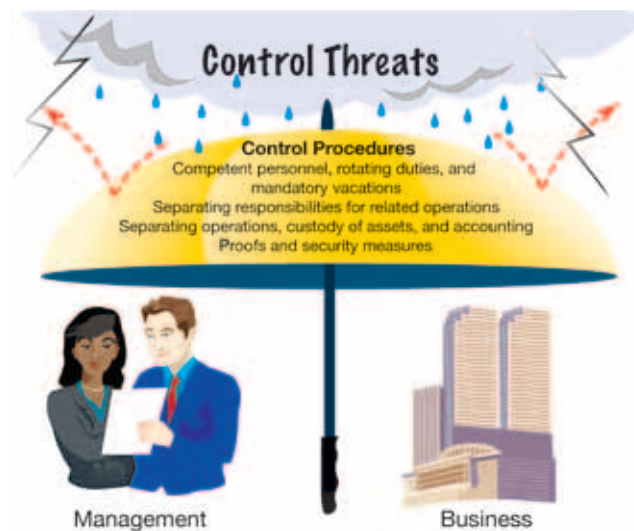 Control Threats
Control Procedures
Competent personnel, rotating duties, and
mandatory vacations
Separating responsibilities for related operations
Separating operations, custody of assets, and accounting
Proofs and security measures
Management
Business